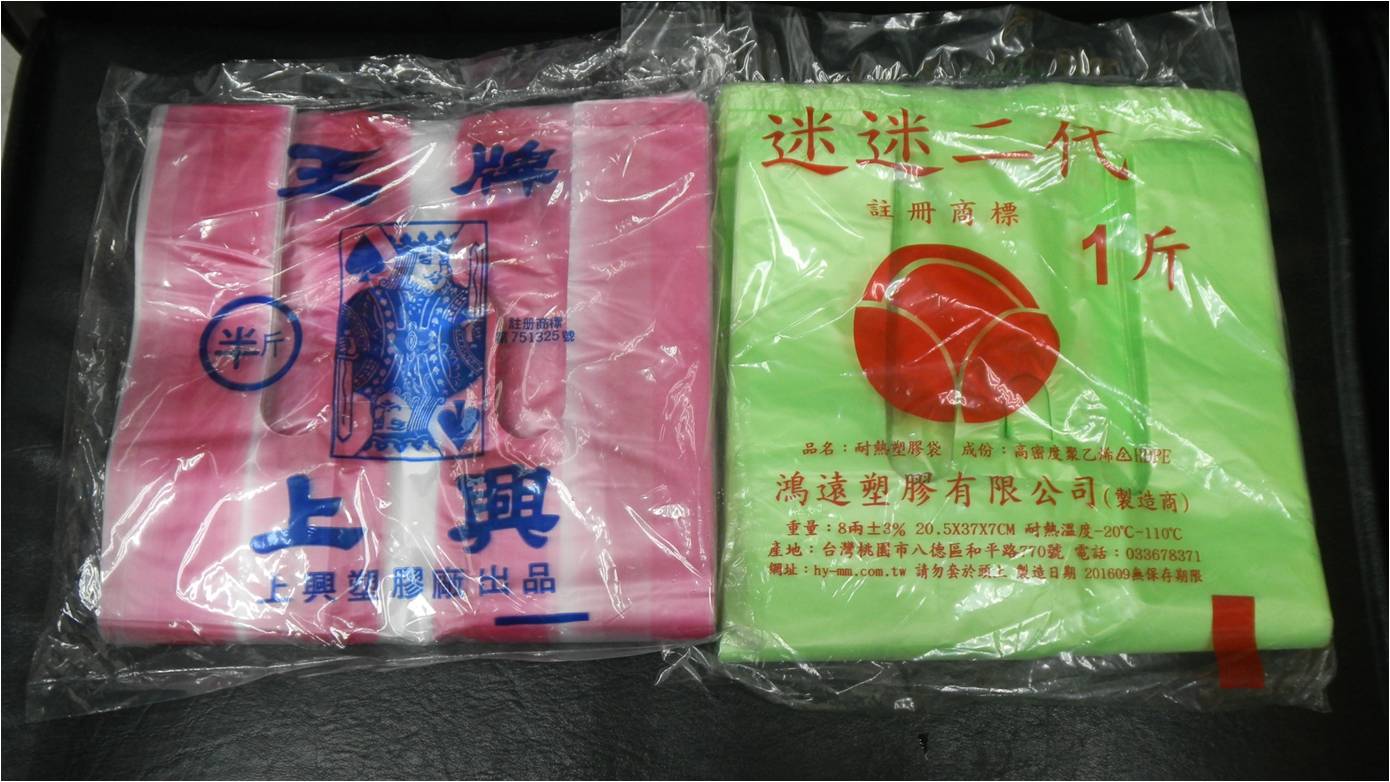 王牌
半斤
註册商標
第751325號
上興
上興塑膠廠出品
迷迷二代
註册商標
1斤
品名：耐熱塑膠袋 成份：高密度聚乙烯 HDPE
鴻遠塑膠有限公司(製造商)
重量：8兩±3% 20.5X37X7CM 耐熱溫度-20℃-110℃
產地：台灣桃園市八德區和平路770號 電話：033678371
網址：hy-mm.com.tw 請勿套於頭上 製造日期 201609無保存期限